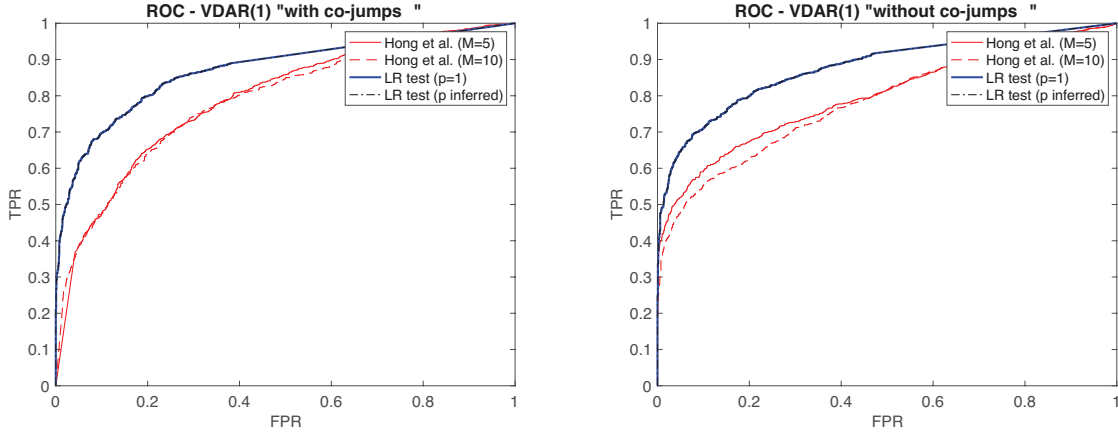 ROC - VDAR(1) "with co-jumps "
1
0.9
0.8
0.7
0.6
0.5
0.4
0.3
0.2
0.1
0
TPR
Hong et al. (M=5)
Hong et al. (M=10)
LR test (p=1)
LR test (p inferred)
0 0.2 0.4 0.6 0.8 1
FPR
ROC - VDAR(1) "without co-jumps "
1
0.9
0.8
0.7
0.6
0.5
0.4
0.3
0.2
0.1
0
TPR
Hong et al. (M=5)
Hong et al. (M=10)
LR test (p=1)
LR test (p inferred)
0 0.2 0.4 0.6 0.8 1
FPR